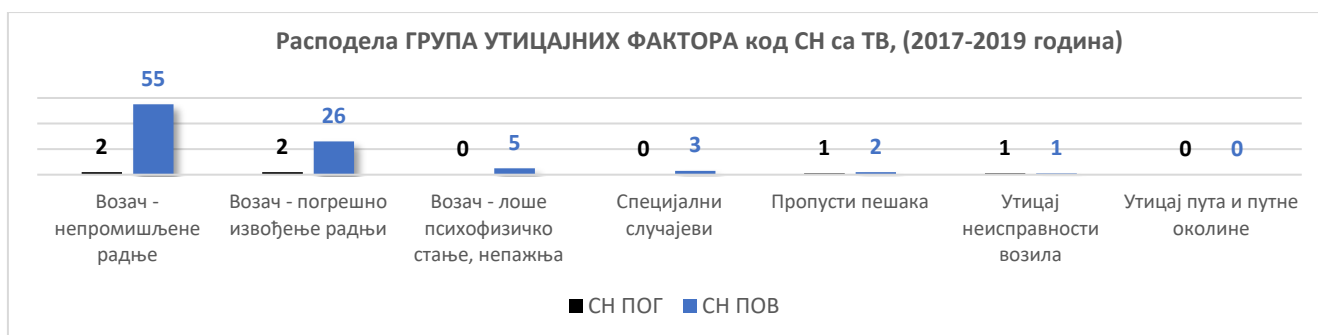 Расподела ГРУПА УТИЦАЈНИХ ФАКТОРА код СН са ТВ, (2017-2019 година)
2 55
2 26
0 5
0 3
1 2
1 1
0 0
Возач -
непромишљене
радње
Возач - погрешно
извођење радњи
Возач - лоше
психофизичко
стање, непажња
Специјални
случајеви
Пропусти пешака
Утицај
неисправности
возила
Утицај пута и путне
околине
СН ПОГ СН ПОВ